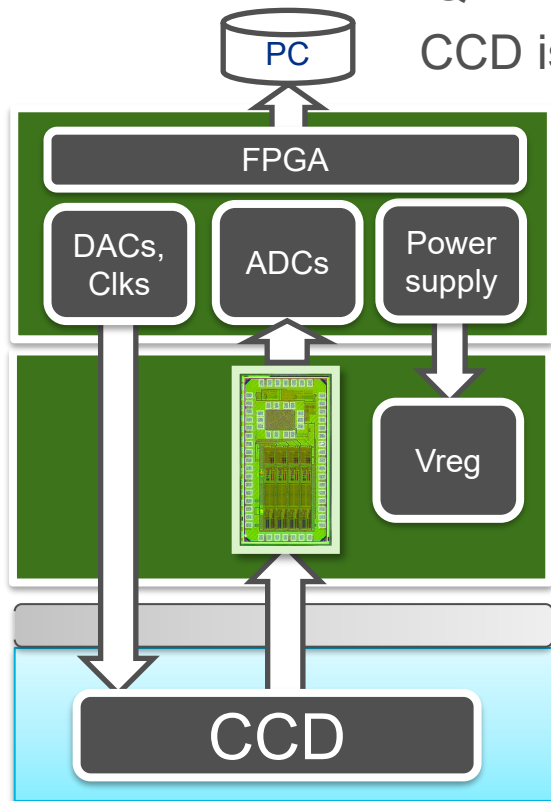 PC
CCD is
FPGA
DACs,
Clks
ADCs
Power
supply
Vreg
CCD